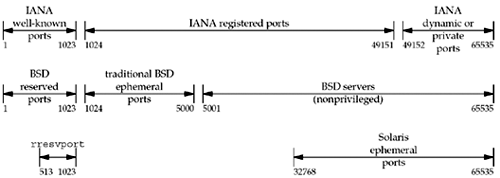 IANA
well-known
ports
IANA registered ports
IANA
dynamic or
private
ports
1
1023
1024
49151
49152
65535
BSD
reserved
ports
traditional BSD
ephemeral
ports
BSD servers
(nonprivileged)
1
1023
1024
5000
5001
65535
rresvport
513
1023
Solaris
ephemeral
ports
32768
65535